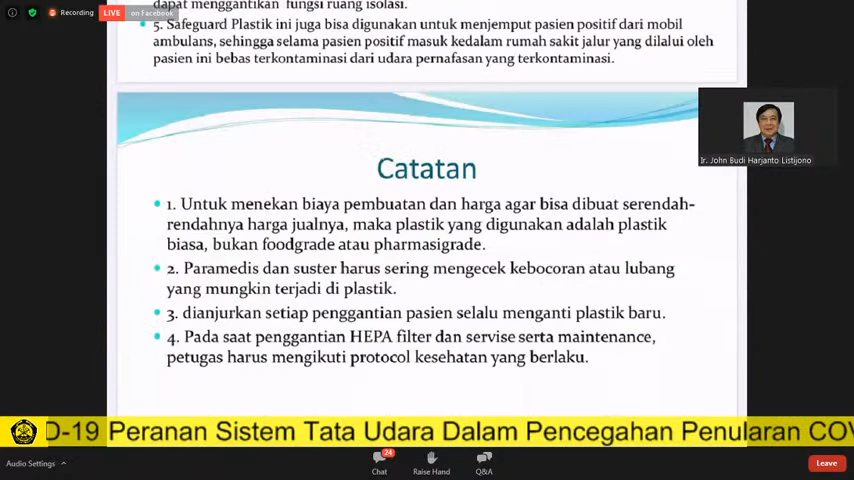 dapat menggantikan fungsi ruang isolasi.
Recording
LIVE
on Facebook
5. Safeguard Plastik ini juga bisa digunakan untuk menjemput pasien positif dari mobil
ambulans, sehingga selama pasien positif masuk kedalam rumah sakit jalur yang dilalui oleh
pasien ini bebas terkontaminasi dari udara pernafasan yang terkontaminasi.
Ir. John Budi Harjanto Listijono
Catatan
1. Untuk menekan biaya pembuatan dan harga agar bisa dibuat serendah-
rendahnya harga jualnya, maka plastik yang digunakan adalah plastik
biasa, bukan foodgrade atau pharmasigrade.
2. Paramedis dan suster harus sering mengecek kebocoran atau lubang
yang mungkin terjadi di plastik.
3. dianjurkan setiap penggantian pasien selalu menganti plastik baru.
4. Pada saat penggantian HEPA filter dan servise serta maintenance,
petugas harus mengikuti protocol kesehatan yang berlaku.
D-19 Peranan Sistem Tata Udara Dalam Pencegahan Penularan COV
Audio Settings
24
Chat
Raise Hand
Q&A
Leave